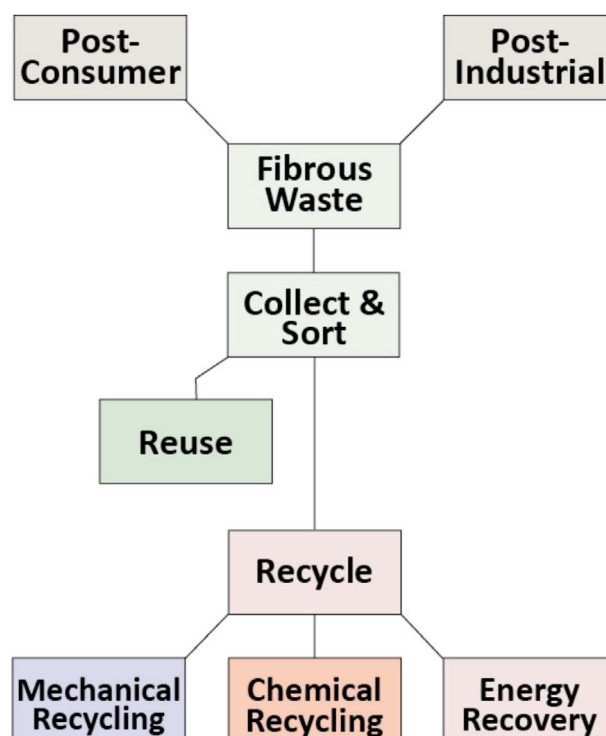 Post-
Consumer
Post-
Industrial
Fibrous
Waste
Collect &
Sort
Reuse
Recycle
Mechanical
Recycling
Chemical
Recycling
Energy
Recovery